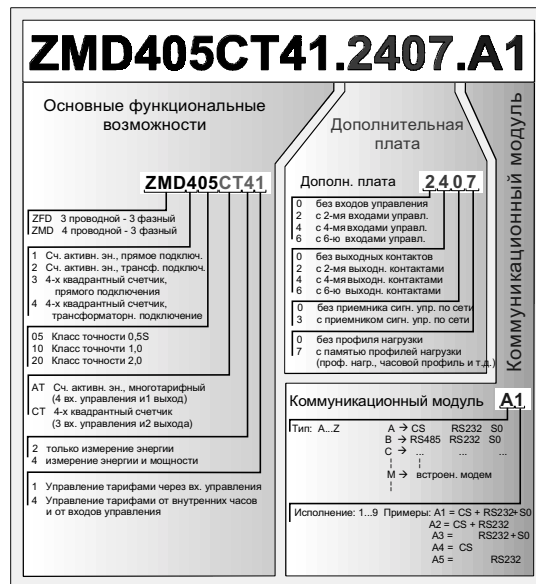 ZMD405CT41.2407.A1
Основные функциональные
возможности
ZMD405CT41
ZFD 3 проводной - 3 фазный
ZMD 4 проводной - 3 фазный
1 Сч. активн. эн., прямое подключ.
2 Сч. активн. эн., трансф. подключ.
3 4-х квадрантный счетчик,
прямого подключения
4 4-х квадрантный счетчик,
трансформаторн. подключение
05 Класс точночти 0,5S
10 Класс точности 1,0
20 Класс точности 2,0
AT Сч. активн. эн., многотарифный
(4 вх. управления и1 выход)
CT 4-х квадрантный счетчик
(3 вх. управления и2 выхода)
2 только измерение энергии
4 измерение энергии и мощности
1 Управление тарифами через вх. управления
4 Управление тарифами от внутренних часов
и от входов управления
Дополнительная
плата
Дополн. плата 2407
0 без входов управления
2 с 2-мя входами управл.
4 с 4-мя входами управл.
6 с 6-ю входами управл.
0 без выходных контактов
2 с 2-мя выходн. контактами
4 с 4-мя выходн. контактами
6 с 6-ю выходн. контактами
0 без приемника сигн. упр. по сети
3 с приемником сигн. упр. по сети
0 без профиля нагрузки
7 с памятью профилей нагрузки
(проф. нагр., часовой профиль и т.д.)
Коммуникационный модуль
Коммуникационный модуль A1
Тип: A...Z A → CS RS232 S0
B → RS485 RS232 S0
C → ... ... ...
M → встроен. модем
Исполнение: 1...9 Примеры: A1 = CS + RS232+S0
A2 = CS + RS232
A3 = RS232+S0
A4 = CS
A5 = RS232